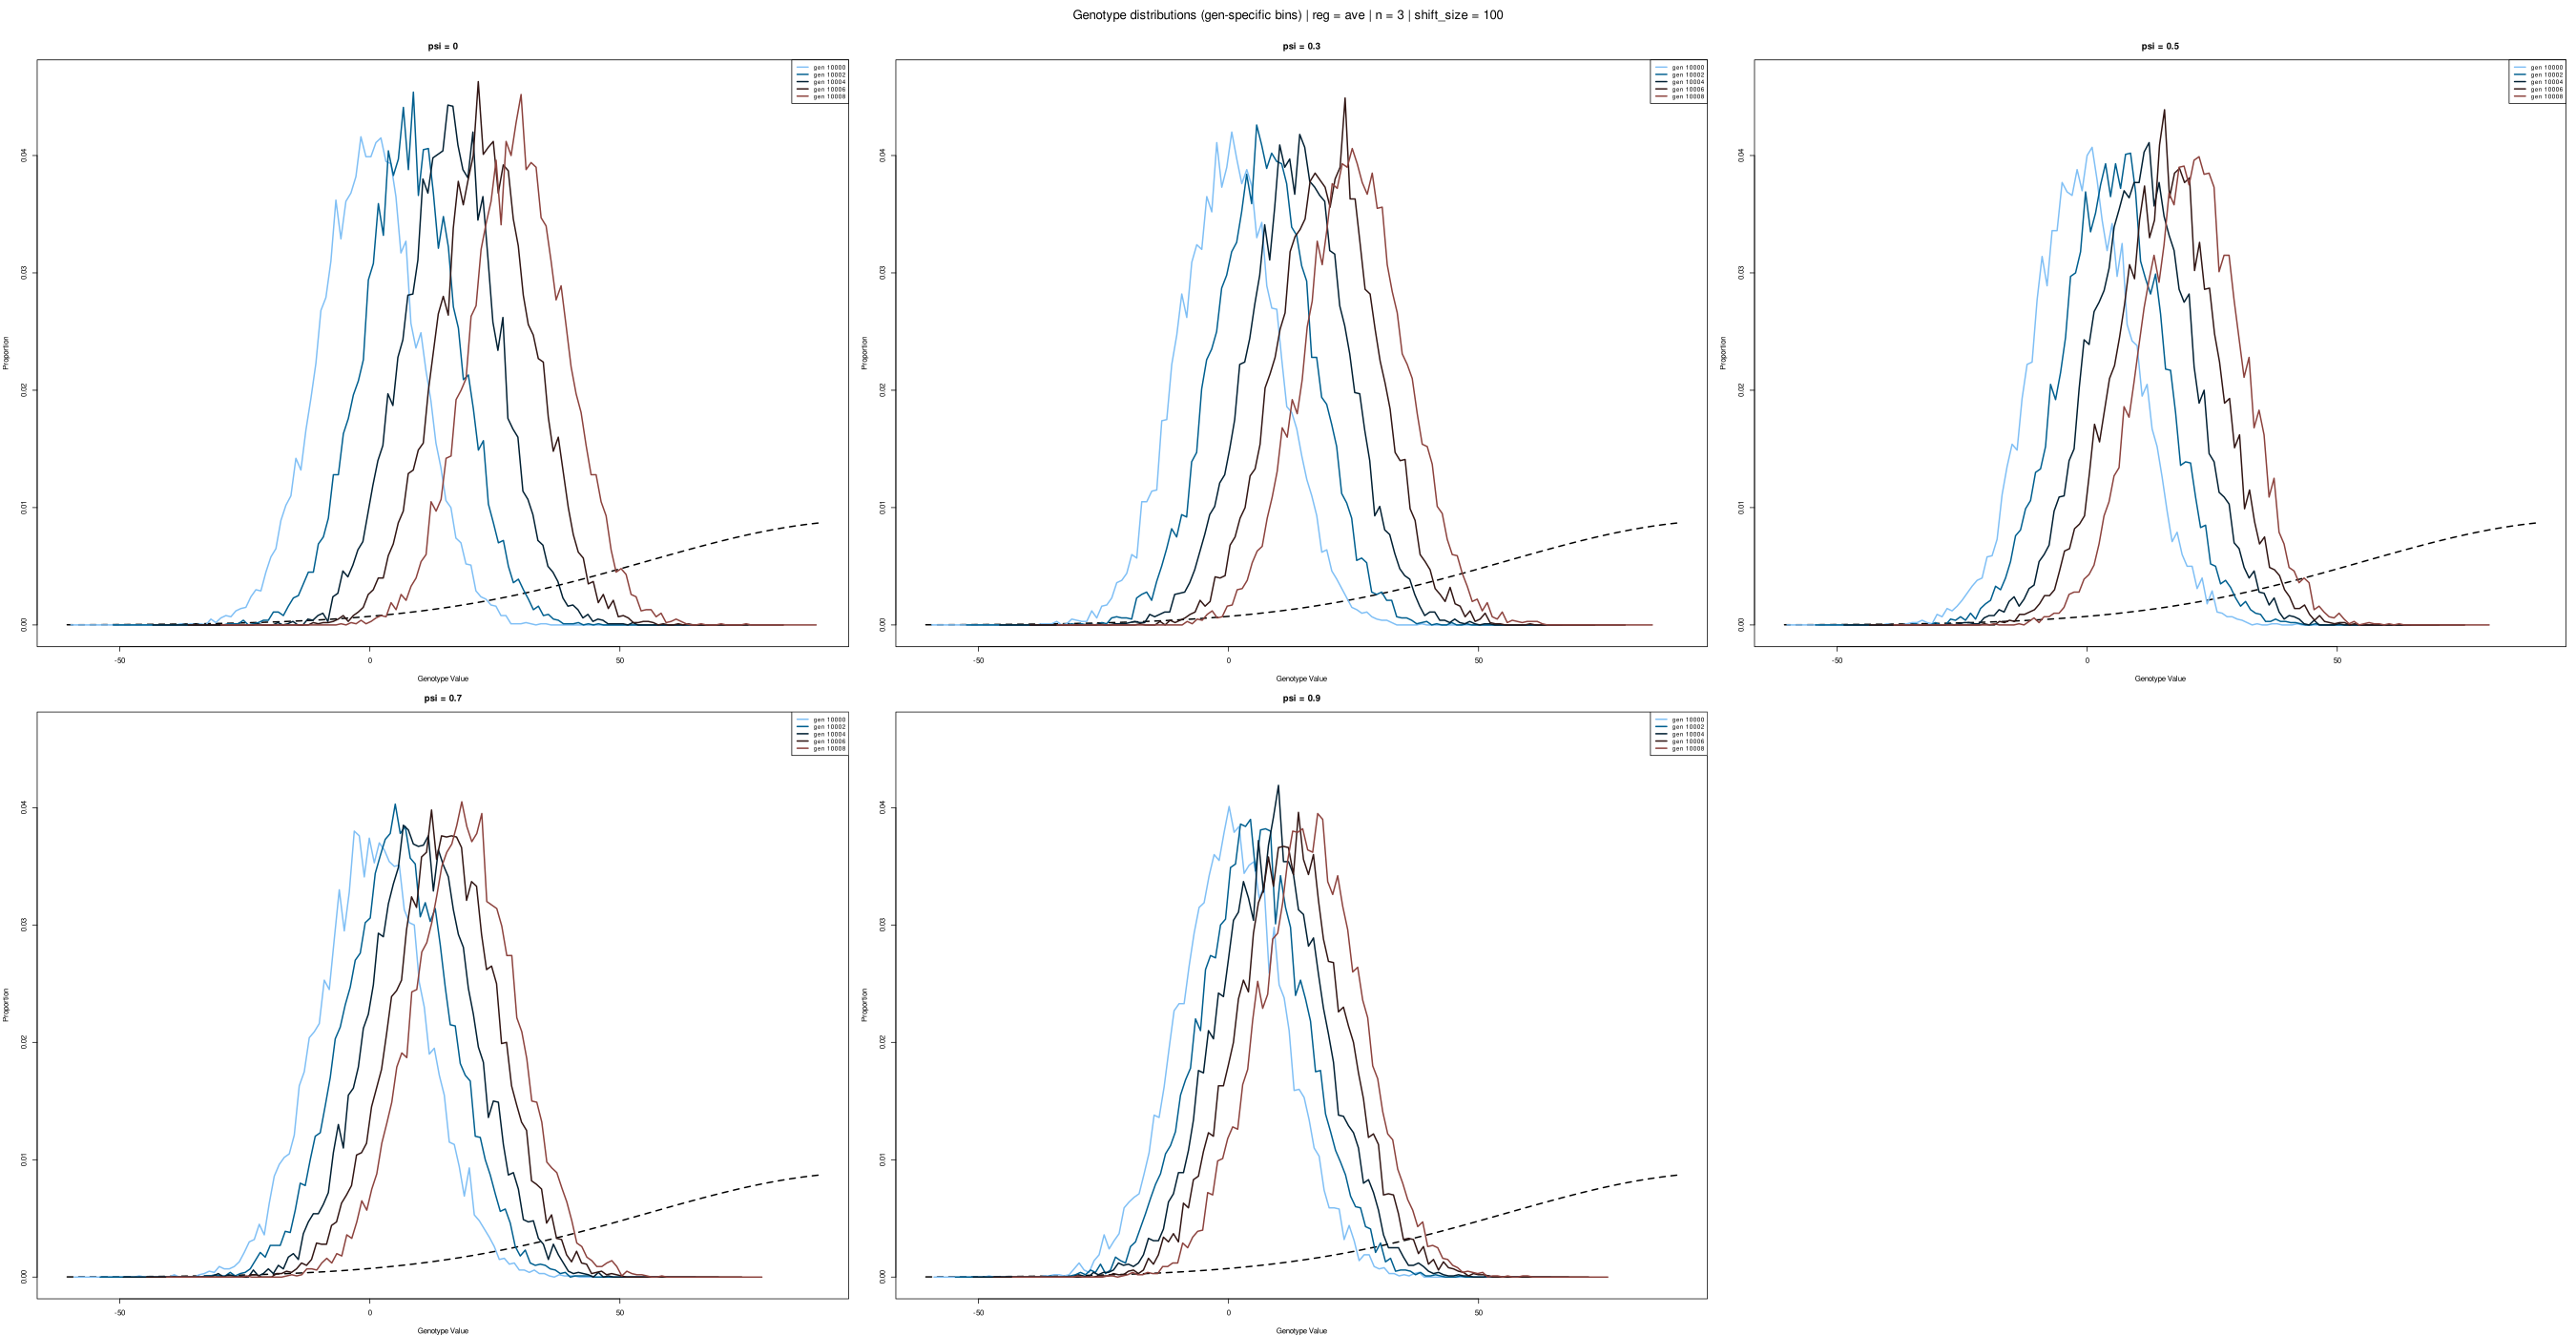 Genotype distributions (gen-specific bins) | reg = ave | n = 3 | shift_size = 100
psi = 0
gen 10000
gen 10002
gen 10004
gen 10006
gen 10008
Proportion
0.00
0.01
0.02
0.03
0.04
-50
0
50
Genotype Value
psi = 0.3
gen 10000
gen 10002
gen 10004
gen 10006
gen 10008
Proportion
0.00
0.01
0.02
0.03
0.04
-50
0
50
Genotype Value
psi = 0.5
gen 10000
gen 10002
gen 10004
gen 10006
gen 10008
Proportion
0.00
0.01
0.02
0.03
0.04
-50
0
50
Genotype Value
psi = 0.7
gen 10000
gen 10002
gen 10004
gen 10006
gen 10008
Proportion
0.00
0.01
0.02
0.03
0.04
-50
0
50
Genotype Value
psi = 0.9
gen 10000
gen 10002
gen 10004
gen 10006
gen 10008
Proportion
0.00
0.01
0.02
0.03
0.04
-50
0
50
Genotype Value